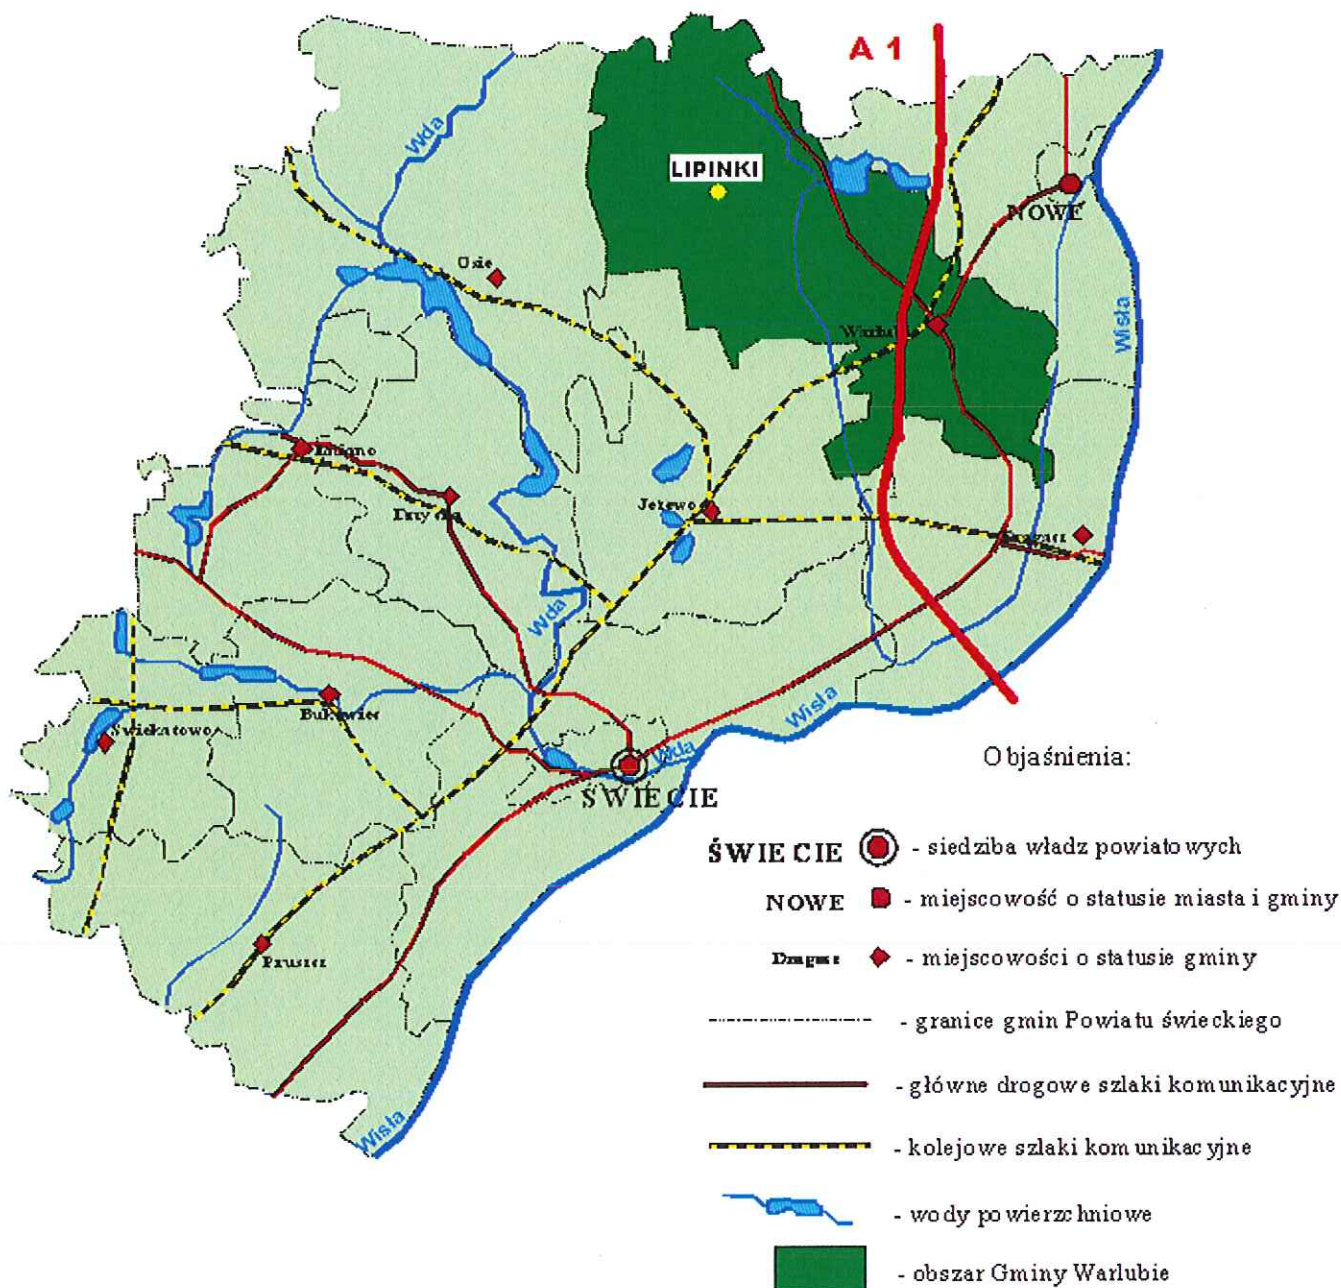 A 1
Wda
LIPINKI
NOWE
Osie
Wisła
Jeżewo
Wda
Bukowiec
Świekatowo
Wisła
Wda
ŚWIECIE
Pruszcz
Wisła
Objaśnienia:
ŚWIECIE - siedziba władz powiatowych
NOWE - miejscowość o statusie miasta i gminy
- miejscowości o statusie gminy
- granice gmin Powiatu świeckiego
- główne drogowe szlaki komunikacyjne
- kolejowe szlaki komunikacyjne
- wody powierzchniowe
- obszar Gminy Warlubie